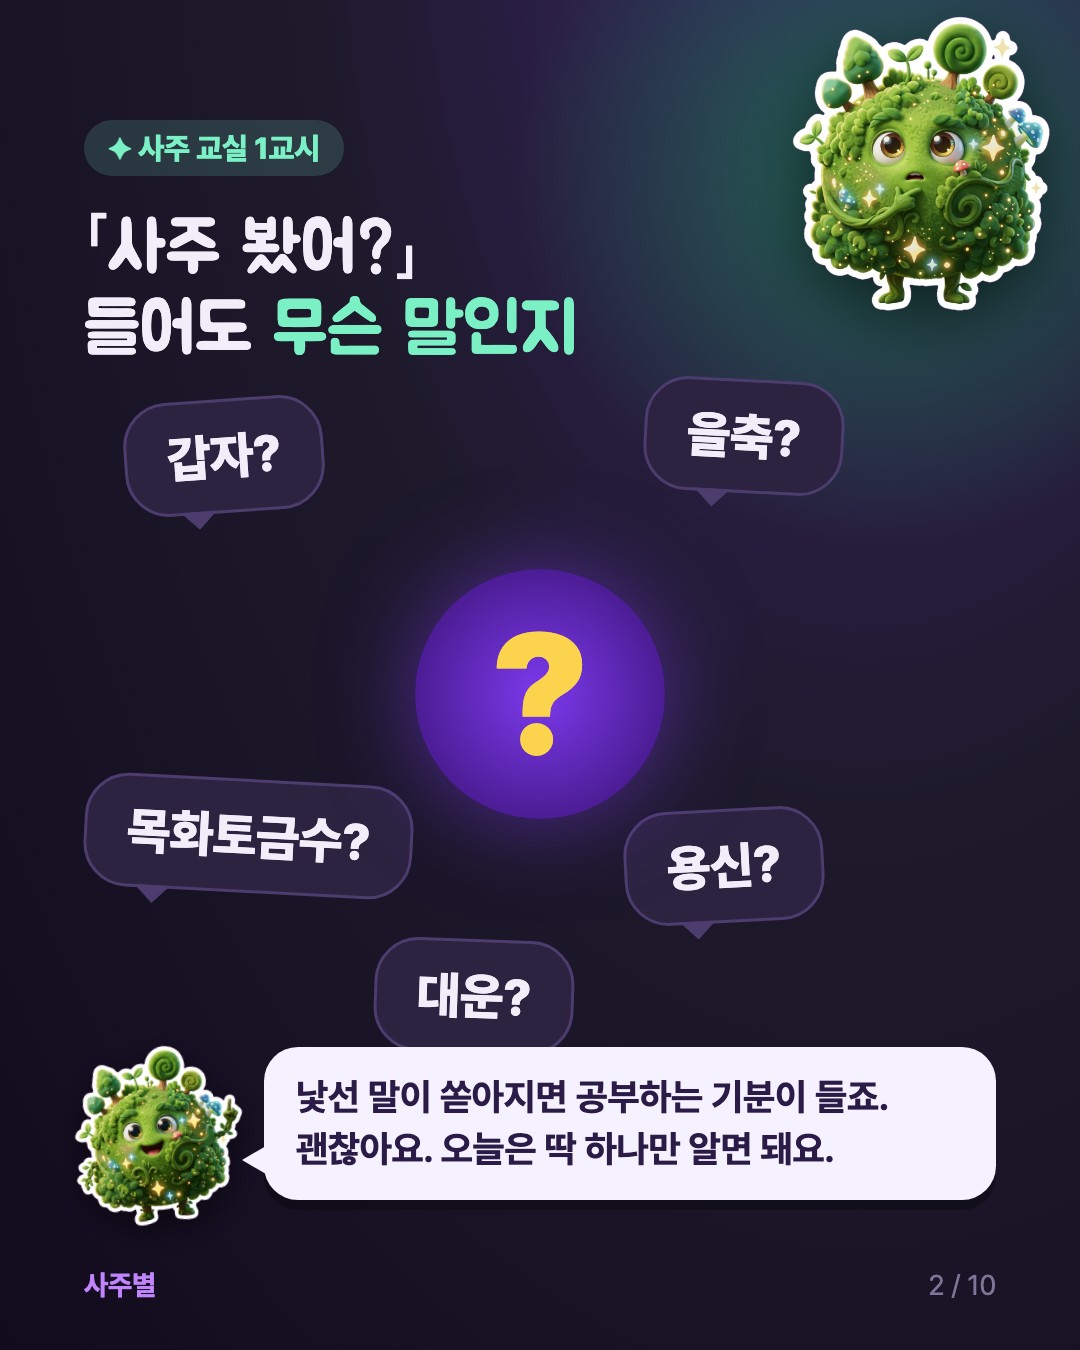 ✦ 사주 교실 1교시
「사주 봤어?」
들어도 무슨 말인지
갑자?
을축?
?
목화토금수?
용신?
대운?
낯선 말이 쏟아지면 공부하는 기분이 들죠.
괜찮아요. 오늘은 딱 하나만 알면 돼요.
사주별
2 / 10